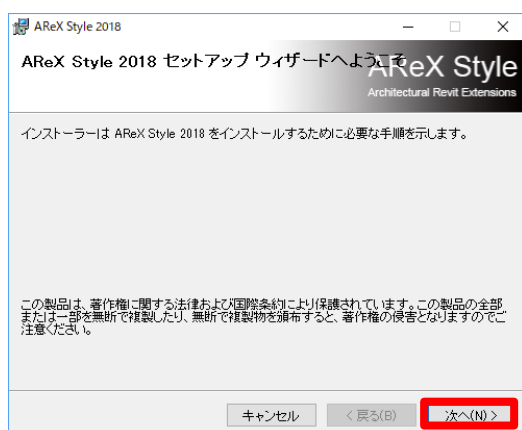 AReX Style 2018
AReX Style 2018 セットアップ ウィザードへようこそ
AReX Style
Architectural Revit Extensions
インストーラーは AReX Style 2018 をインストールするために必要な手順を示します。
この製品は、著作権に関する法律および国際条約により保護されています。この製品の全部
または一部を無断で複製したり、無断で複製物を頒布すると、著作権の侵害となりますのでご
注意ください。
キャンセル
< 戻る(B)
次へ(N) >